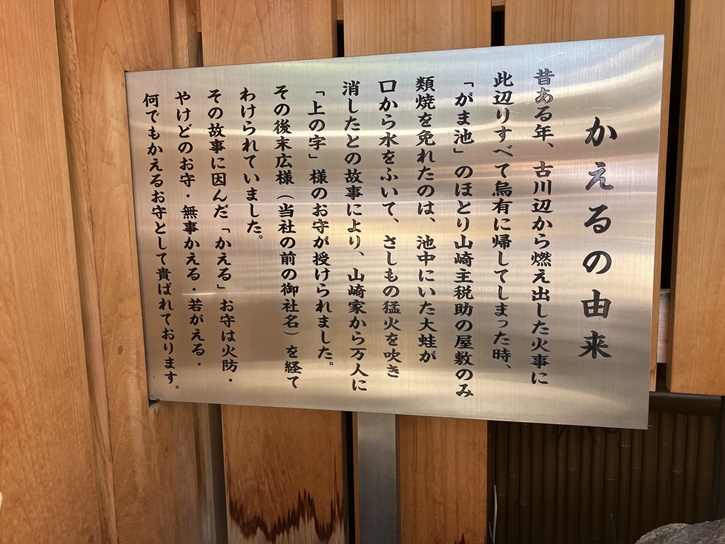 かえるの由来
昔ある年、古川辺から燃え出した火事に
此辺りすべて烏有に帰してしまった時、
「がま池」のほとり山崎主税助の屋敷のみ
類焼を免れたのは、池中にいた大蛙が
口から水をふいて、さしもの猛火を吹き
消したとの故事により、山崎家から万人に
「上の字」様のお守が授けられました。
その後末広様（当社の前の御社名）を経て
わけられていました。
その故事に因んだ「かえる」お守は火防・
やけどのお守・無事かえる・若がえる・
何でもかえるお守として貴ばれております。